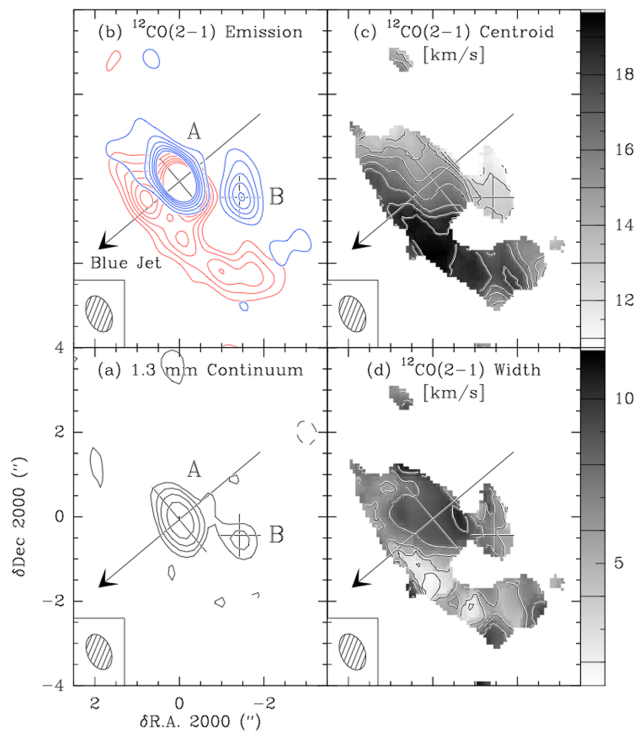 (b) ¹²CO(2-1) Emission
(c) ¹²CO(2-1) Centroid
[km/s]
A
B
Blue Jet
18
16
14
12
(a) 1.3 mm Continuum
(d) ¹²CO(2-1) Width
[km/s]
A
B
10
5
4
2
0
-2
-4
δDec 2000 (")
2
0
-2
δR.A. 2000 (")